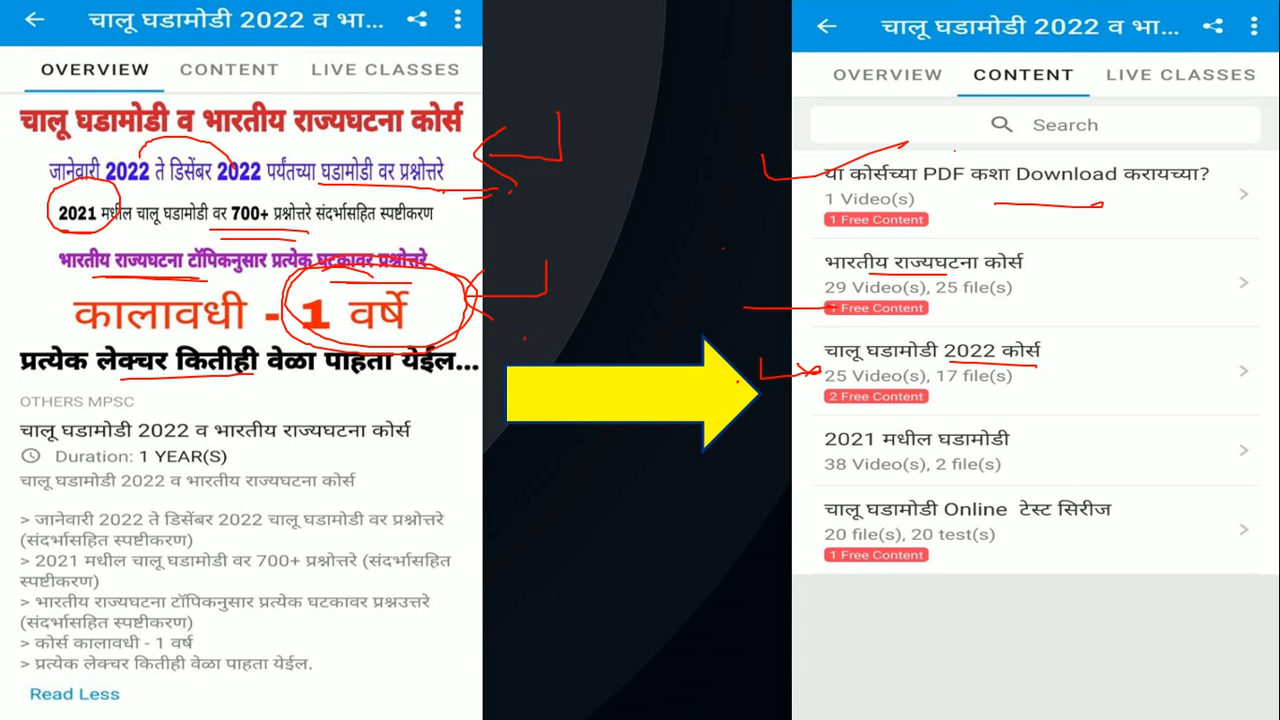 चालू घडामोडी 2022 व भा...
OVERVIEW CONTENT LIVE CLASSES
चालू घडामोडी व भारतीय राज्यघटना कोर्स
जानेवारी 2022 ते डिसेंबर 2022 पर्यंतच्या घडामोडी वर प्रश्नोत्तरे
2021 मधील चालू घडामोडी वर 700+ प्रश्नोत्तरे संदर्भासहित स्पष्टीकरण
भारतीय राज्यघटना टॉपिकनुसार प्रत्येक घटकावर प्रश्नोत्तरे
कालावधी - 1 वर्षे
प्रत्येक लेक्चर कितीही वेळा पाहता येईल...
OTHERS MPSC
चालू घडामोडी 2022 व भारतीय राज्यघटना कोर्स
Duration: 1 YEAR(S)
चालू घडामोडी 2022 व भारतीय राज्यघटना कोर्स
> जानेवारी 2022 ते डिसेंबर 2022 चालू घडामोडी वर प्रश्नोत्तरे
(संदर्भासहित स्पष्टीकरण)
> 2021 मधील चालू घडामोडी वर 700+ प्रश्नोत्तरे (संदर्भासहित
स्पष्टीकरण)
> भारतीय राज्यघटना टॉपिकनुसार प्रत्येक घटकावर प्रश्नउत्तरे
(संदर्भासहित स्पष्टीकरण)
> कोर्स कालावधी - 1 वर्ष
> प्रत्येक लेक्चर कितीही वेळा पाहता येईल.
Read Less
चालू घडामोडी 2022 व भा...
OVERVIEW CONTENT LIVE CLASSES
Search
या कोर्सच्या PDF कशा Download करायच्या?
1 Video(s)
1 Free Content
भारतीय राज्यघटना कोर्स
29 Video(s), 25 file(s)
1 Free Content
चालू घडामोडी 2022 कोर्स
25 Video(s), 17 file(s)
2 Free Content
2021 मधील घडामोडी
38 Video(s), 2 file(s)
चालू घडामोडी Online टेस्ट सिरीज
20 file(s), 20 test(s)
1 Free Content